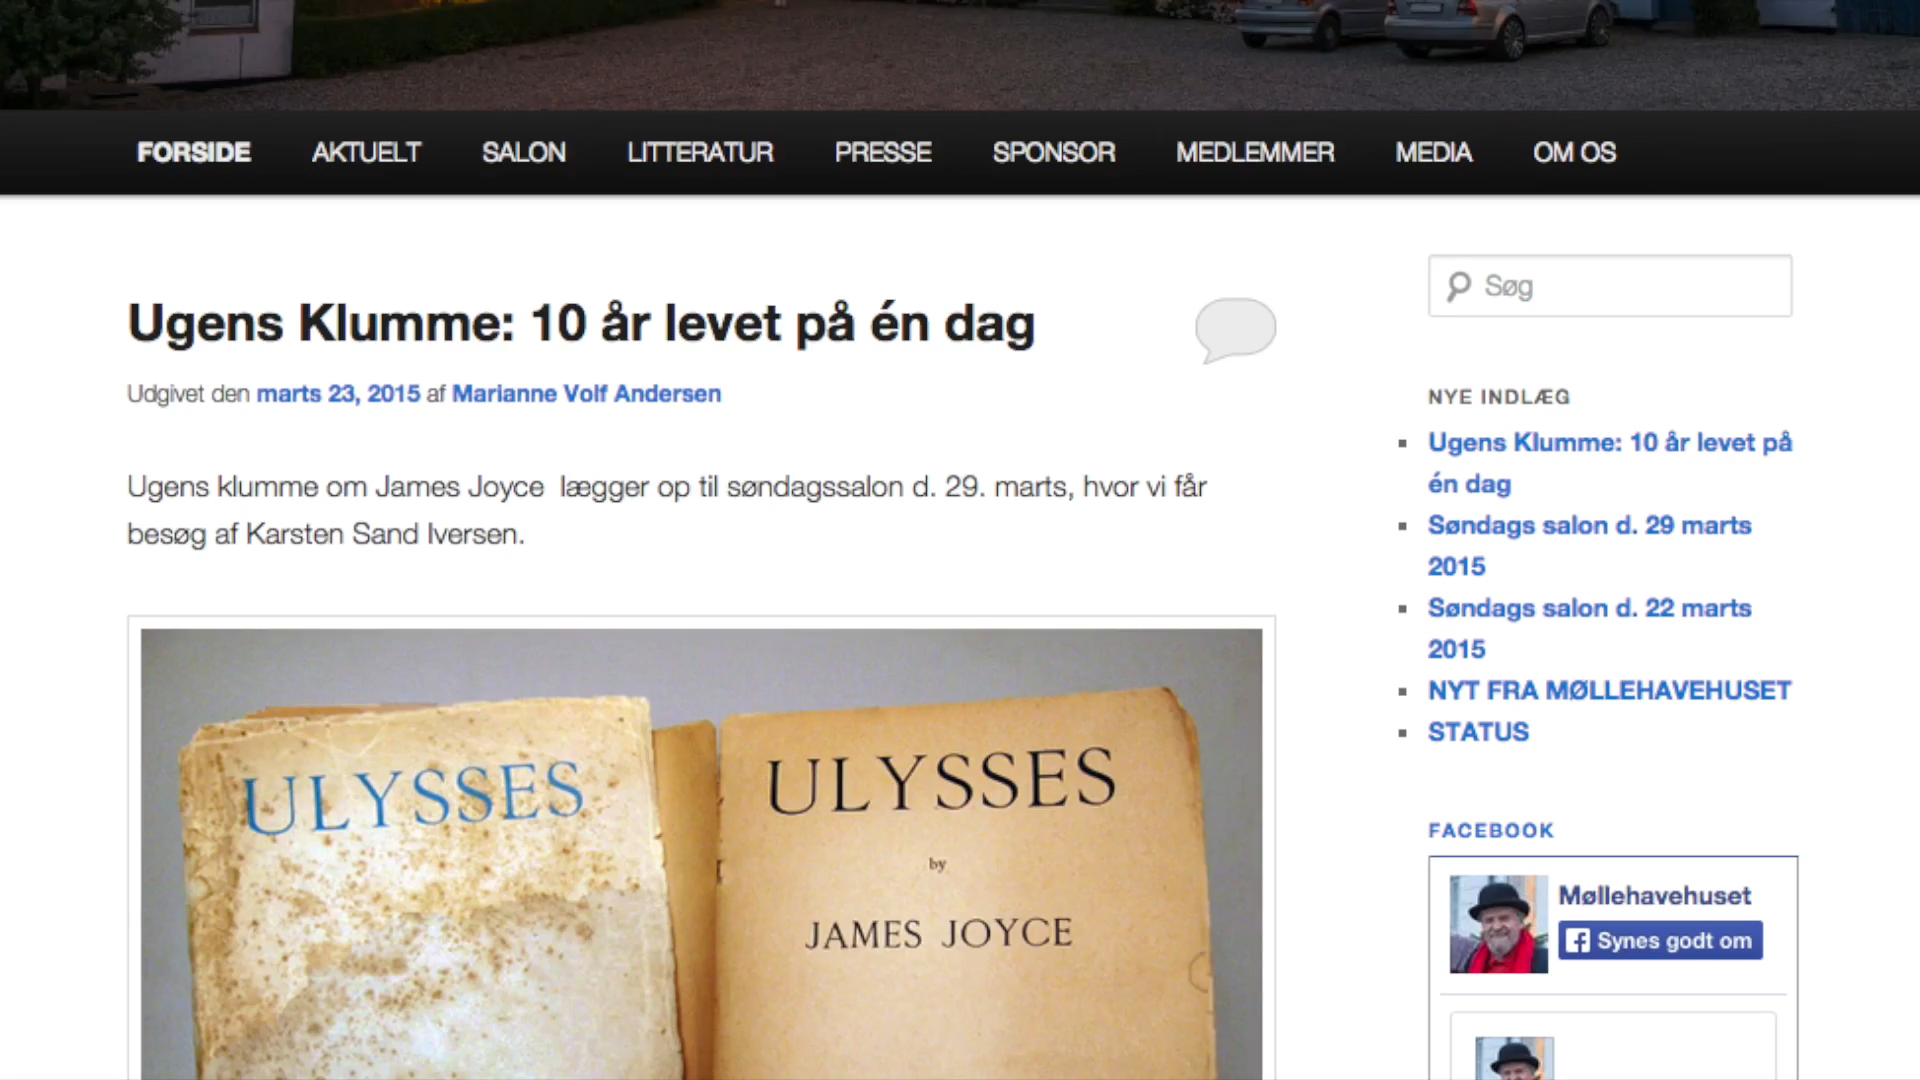 FORSIDE AKTUELT SALON LITTERATUR PRESSE SPONSOR MEDLEMMER MEDIA OM OS
Ugens Klumme: 10 år levet på én dag
Udgivet den marts 23, 2015 af Marianne Volf Andersen
Ugens klumme om James Joyce lægger op til søndagssalon d. 29. marts, hvor vi får
besøg af Karsten Sand Iversen.
ULYSSES
ULYSSES
by
JAMES JOYCE
Søg
NYE INDLÆG
Ugens Klumme: 10 år levet på
én dag
Søndags salon d. 29 marts
2015
Søndags salon d. 22 marts
2015
NYT FRA MØLLEHAVEHUSET
STATUS
FACEBOOK
Møllehavehuset
Synes godt om